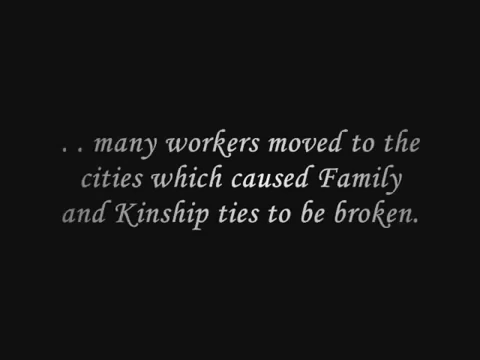 . . many workers moved to the
cities which caused Family
and Kinship ties to be broken.